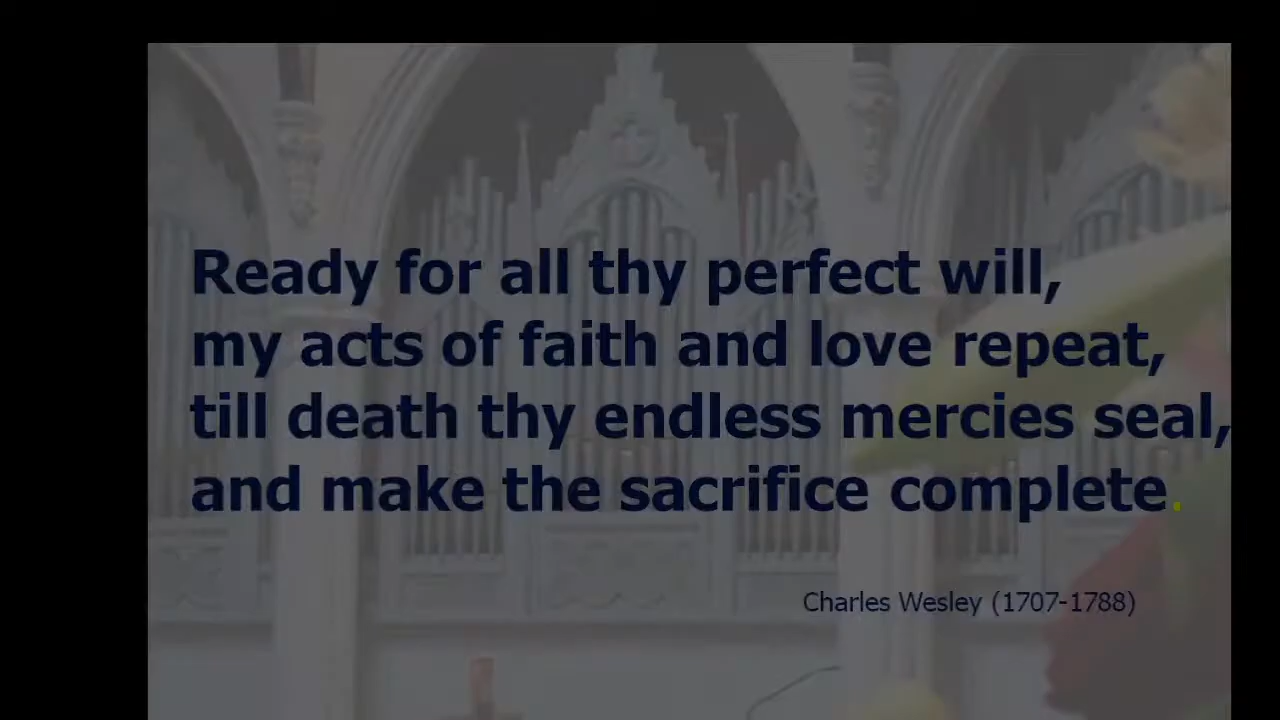 Ready for all thy perfect will,
my acts of faith and love repeat,
till death thy endless mercies seal,
and make the sacrifice complete.
Charles Wesley (1707-1788)